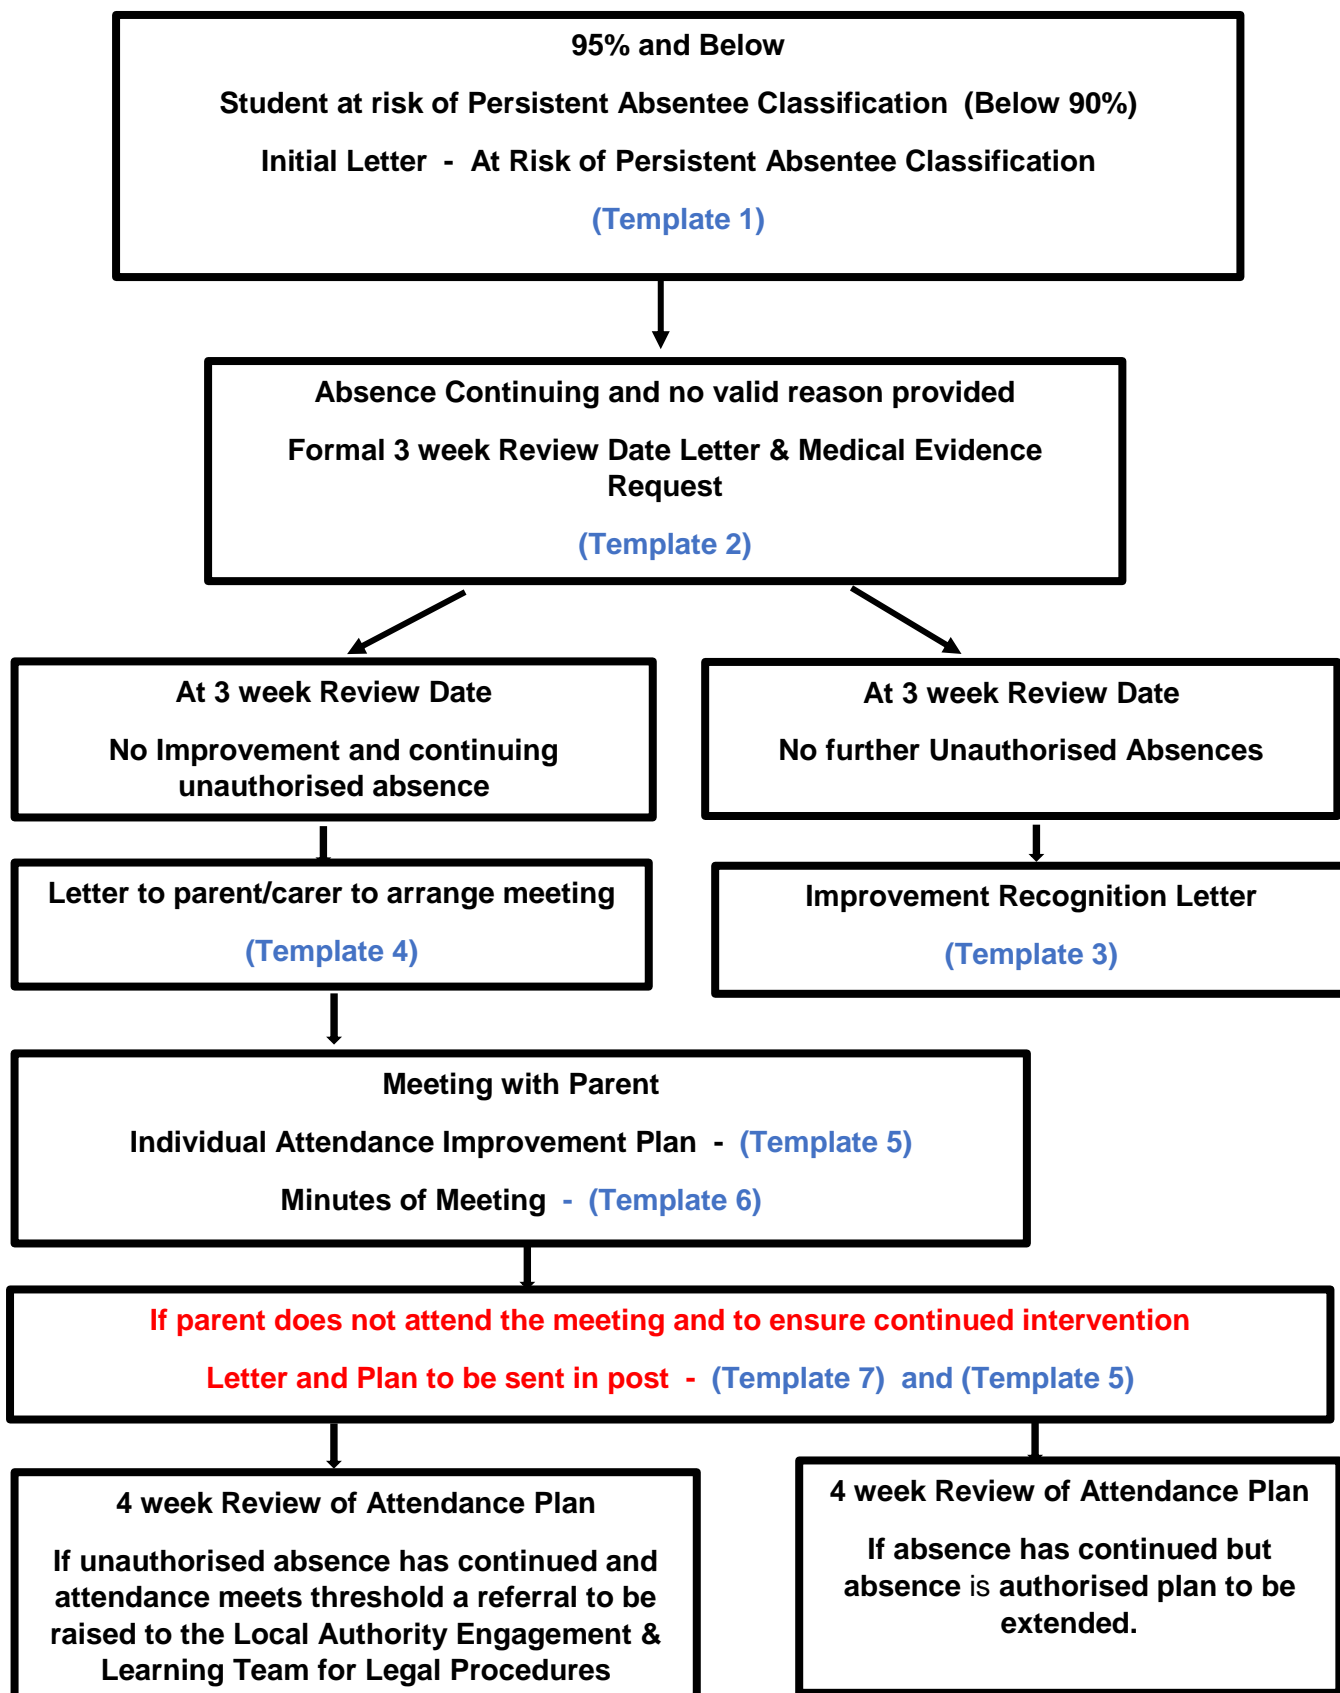 95% and Below
Student at risk of Persistent Absentee Classification  (Below 90%)
Initial Letter  -  At Risk of Persistent Absentee Classification
(Template 1)
Absence Continuing and no valid reason provided
Formal 3 week Review Date Letter & Medical Evidence
Request
(Template 2)
At 3 week Review Date
No Improvement and continuing
unauthorised absence
At 3 week Review Date
No further Unauthorised Absences
Letter to parent/carer to arrange meeting
(Template 4)
Improvement Recognition Letter
(Template 3)
Meeting with Parent
Individual Attendance Improvement Plan  -  (Template 5)
Minutes of Meeting  -  (Template 6)
If parent does not attend the meeting and to ensure continued intervention
Letter and Plan to be sent in post  -  (Template 7)  and (Template 5)
4 week Review of Attendance Plan
If unauthorised absence has continued and
attendance meets threshold a referral to be
raised to the Local Authority Engagement &
Learning Team for Legal Procedures
4 week Review of Attendance Plan
If absence has continued but
absence is authorised plan to be
extended.